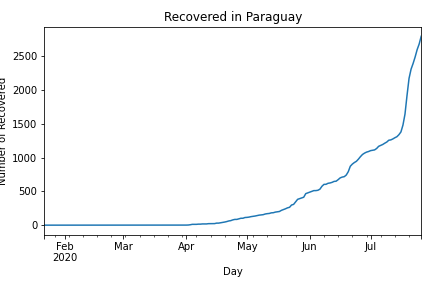 Recovered in Paraguay
Number of Recovered
2500
2000
1500
1000
500
0
Feb
2020
Mar
Apr
May
Jun
Jul
Day